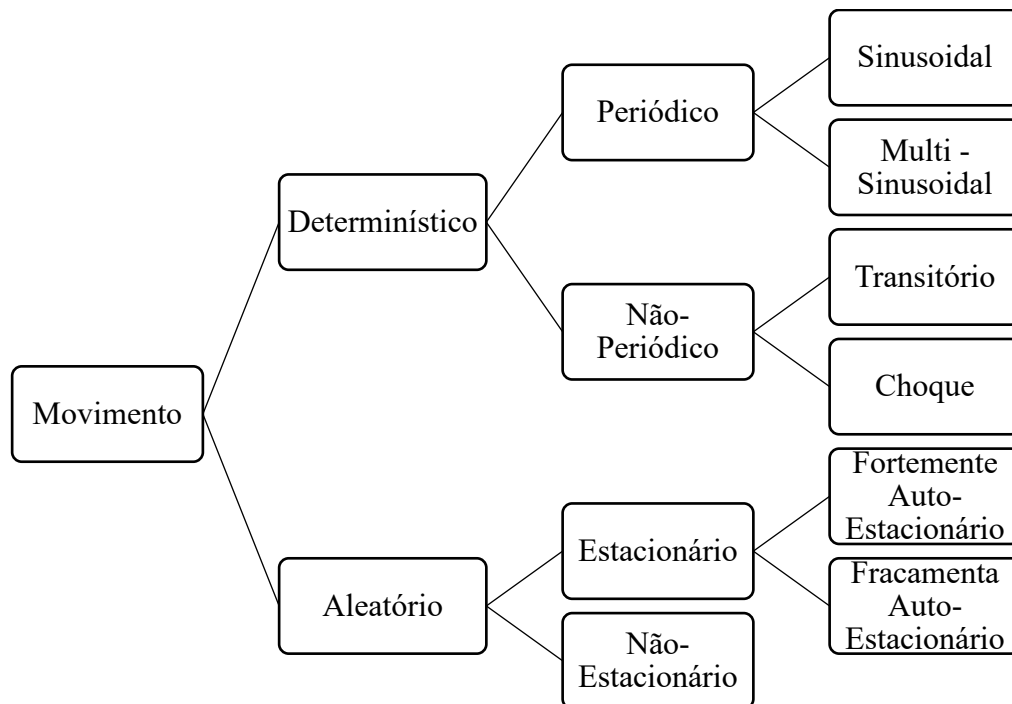 Movimento
Determinístico
Periódico
Sinusoidal
Multi -
Sinusoidal
Não-
Periódico
Transitório
Choque
Aleatório
Estacionário
Fortemente
Auto-
Estacionário
Fracamenta
Auto-
Estacionário
Não-
Estacionário